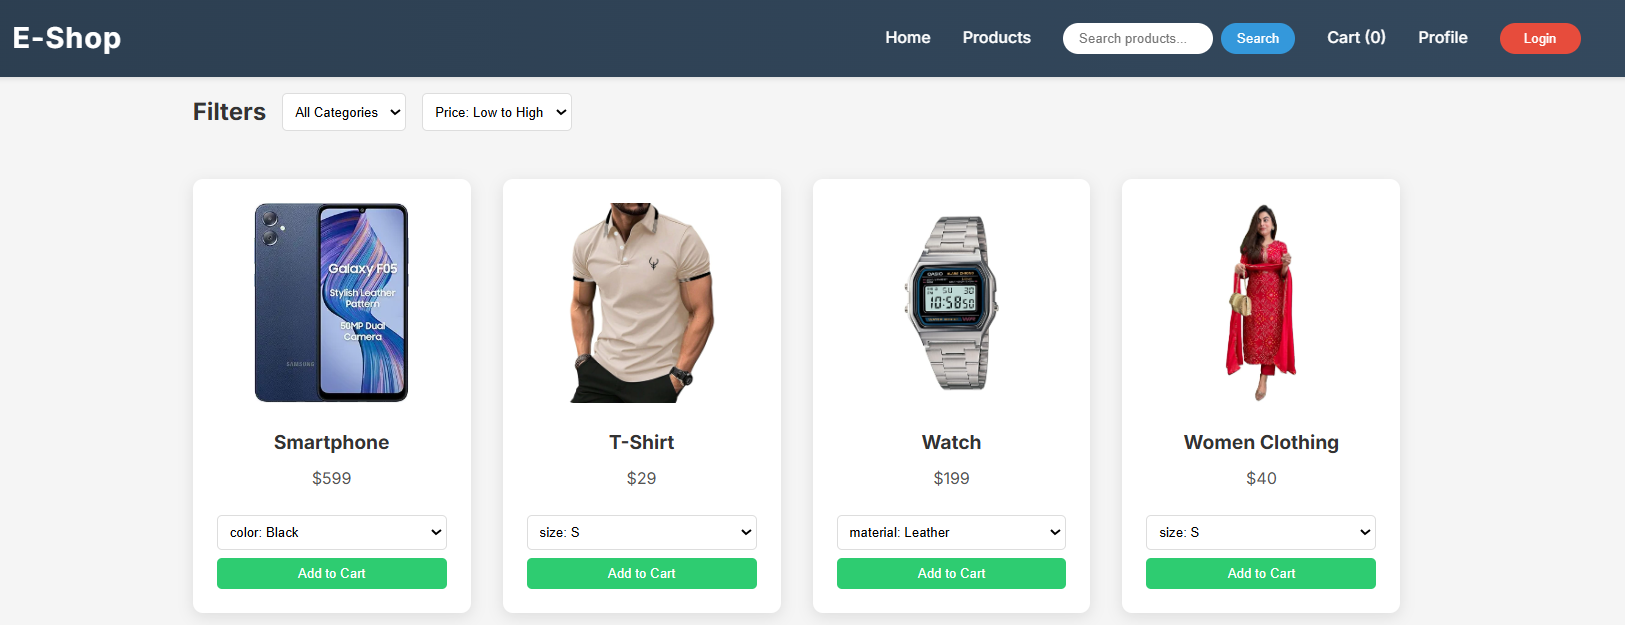 E-Shop
Home
Products
Search products...
Search
Cart (0)
Profile
Login
Filters
All Categories
Price: Low to High
Galaxy F05
Stylish Leather
Pattern
50MP Dual
Camera
SAMSUNG
CASIO
SU 30
10:58 50
Smartphone
T-Shirt
Watch
Women Clothing
$599
$29
$199
$40
color: Black
size: S
material: Leather
size: S
Add to Cart
Add to Cart
Add to Cart
Add to Cart